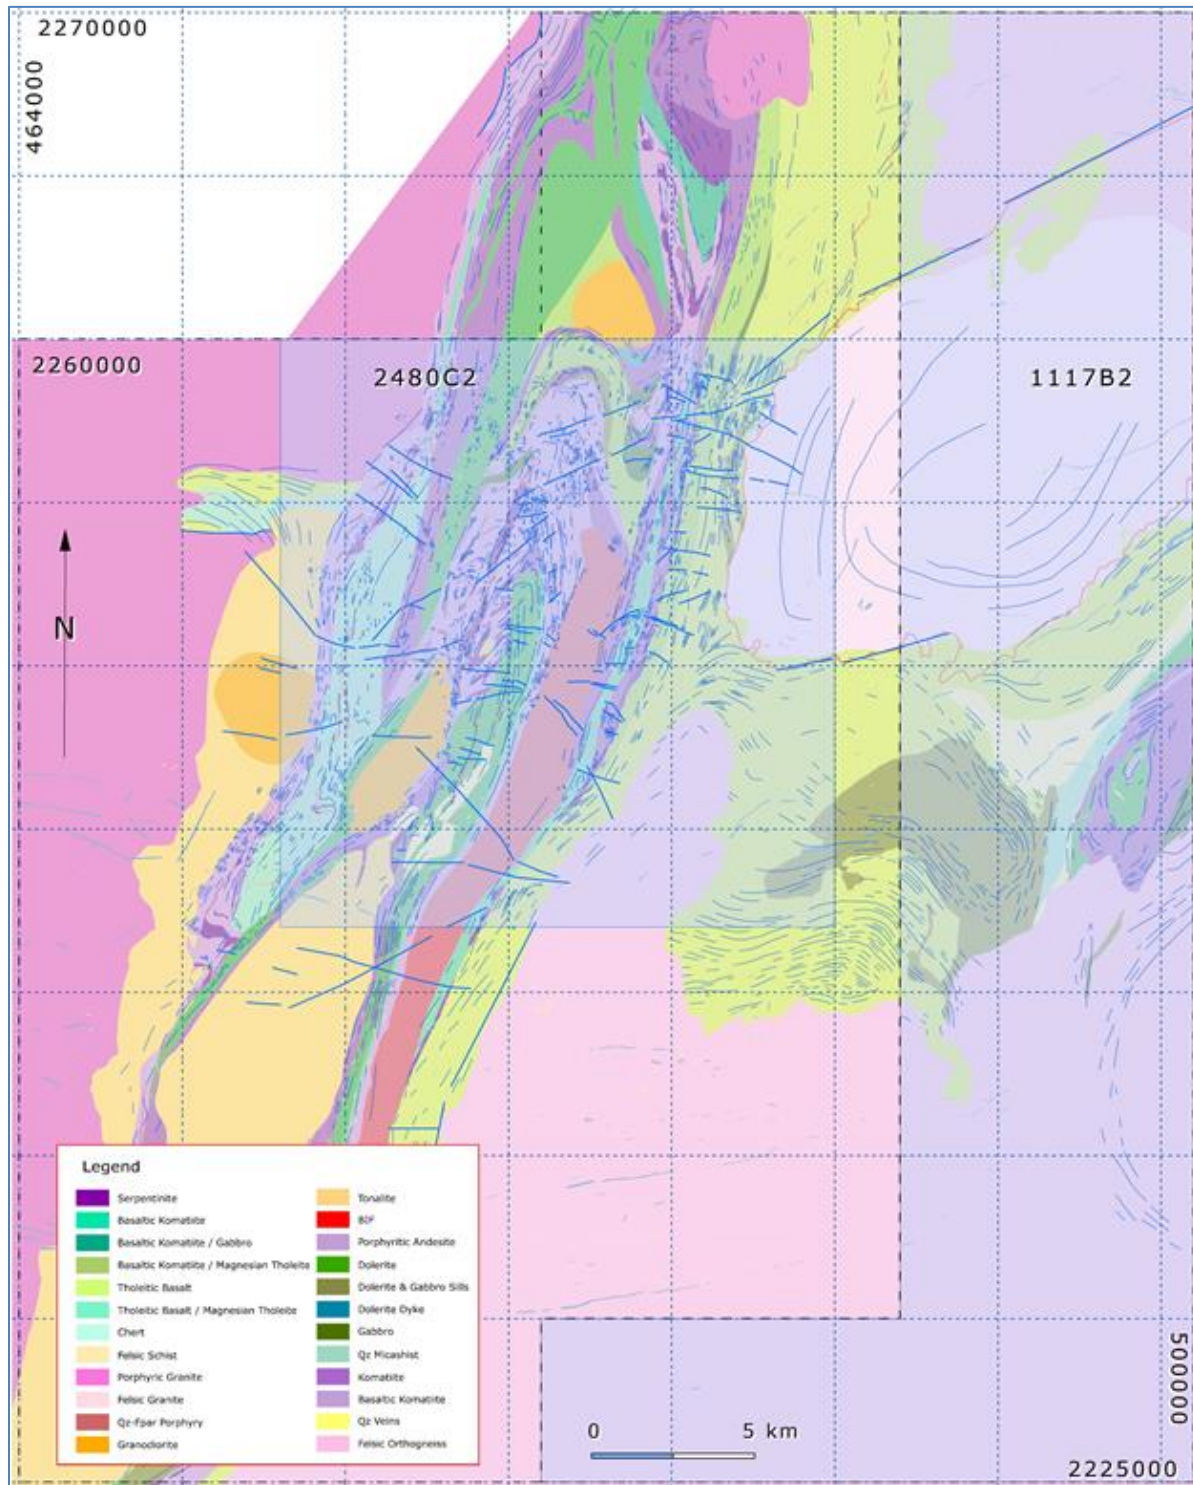 2270000
464000
2260000
2480C2
1117B2
N
Legend
Serpentinite
Basaltic Komatiite
Basaltic Komatiite / Gabbro
Basaltic Komatiite / Magnesian Tholeite
Tholeitic Basalt
Tholeitic Basalt / Magnesian Tholeite
Chert
Felsic Schist
Porphyric Granite
Felsic Granite
Qz-Fpar Porphyry
Granodiorite
Tonalite
BIF
Porphyritic Andesite
Dolerite
Dolerite & Gabbro Sills
Dolerite Dyke
Gabbro
Qz Micashist
Komatiite
Basaltic Komatiite
Qz Veins
Felsic Orthogneiss
0 5 km
500000
2225000